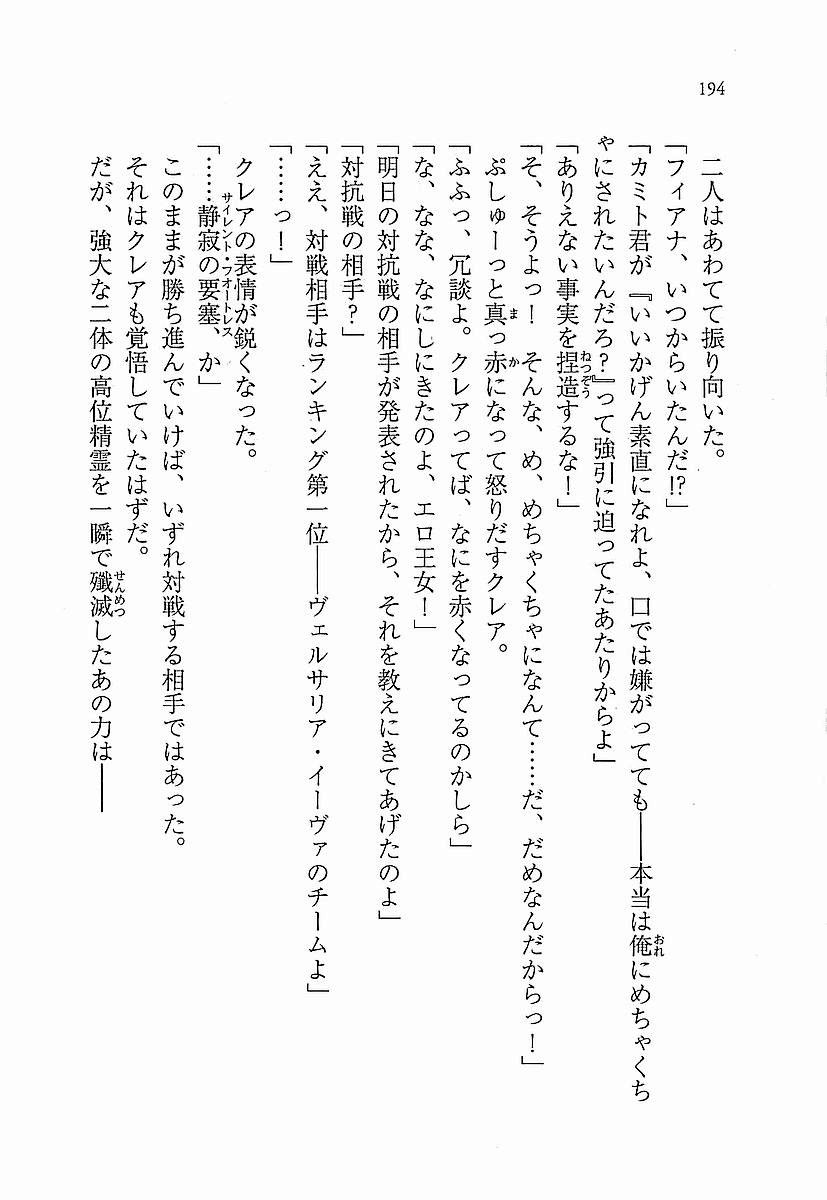 194
二人はあわてて振り向いた。
「フィアナ、いつからいたんだ!?」
「カミト君が『いいかげん素直になれよ、口では嫌がってても――本当は俺にめちゃくち
ゃにされたいんだろ?』って強引に迫ってたあたりからよ」
「ありえない事実を捏造するな!」
「そ、そうよっ! そんな、め、めちゃくちゃになんて……だ、だめなんだからっ!」
ぷしゅーっと真っ赤になって怒りだすクレア。
「ふふっ、冗談よ。クレアってば、なにを赤くなってるのかしら」
「な、なな、なにしにきたのよ、エロ王女!」
「明日の対抗戦の相手が発表されたから、それを教えにきてあげたのよ」
「対抗戦の相手?」
「ええ、対戦相手はランキング第一位――ヴェルサリア・イーヴァのチームよ」
「……っ!」
クレアの表情が鋭くなった。
「……静寂の要塞、か」
このままが勝ち進んでいけば、いずれ対戦する相手ではあった。
それはクレアも覚悟していたはずだ。
だが、強大な二体の高位精霊を一瞬で殲滅したあの力は――